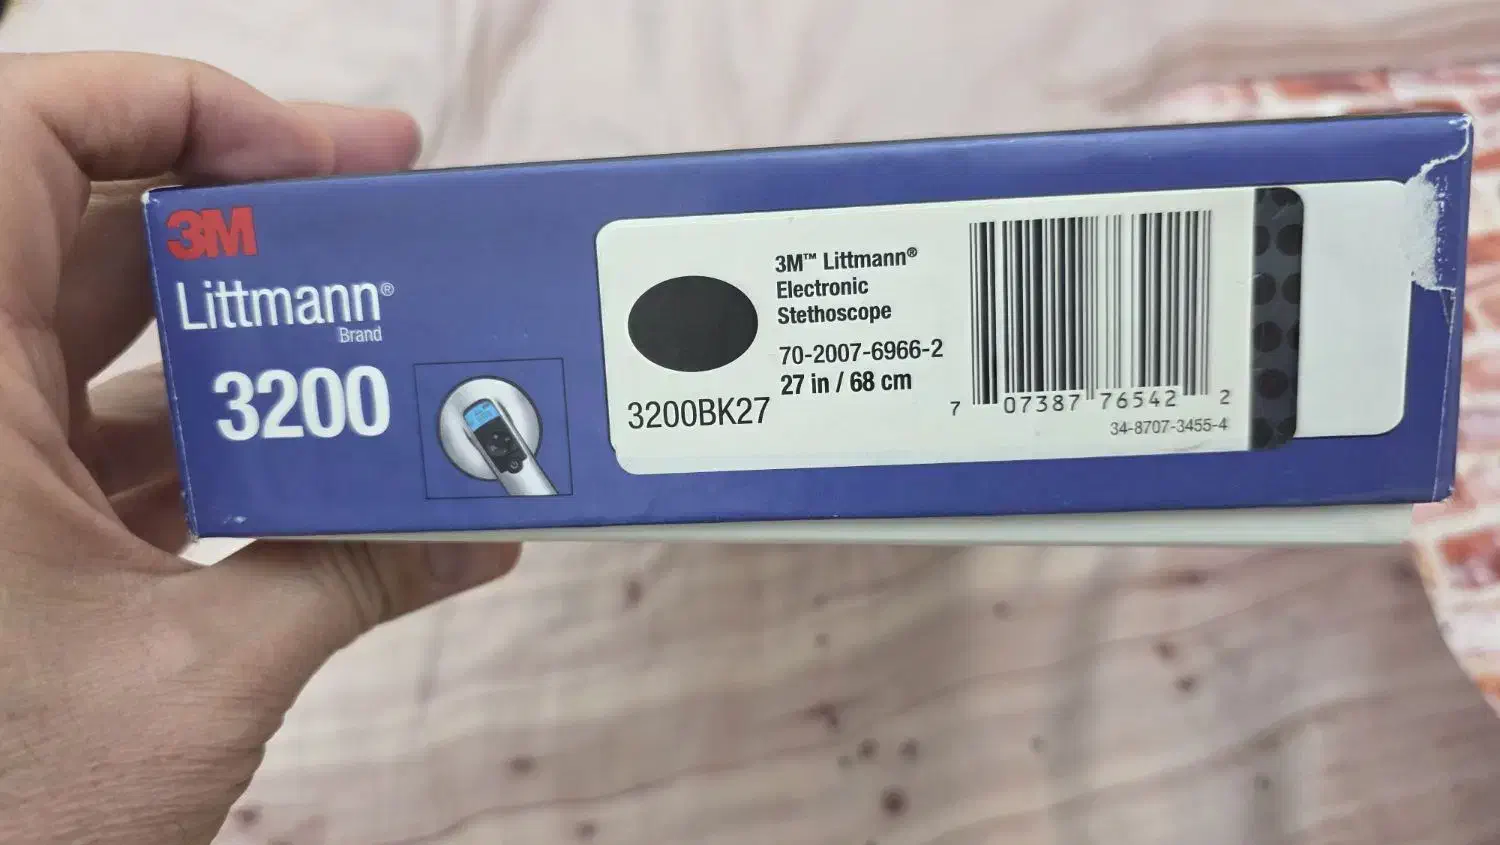 3M
Littmann®
Brand
3200
3M™ Littmann®
Electronic
Stethoscope
70-2007-6966-2
27 in / 68 cm
3200BK27
7 07387 76542 2
34-8707-3455-4